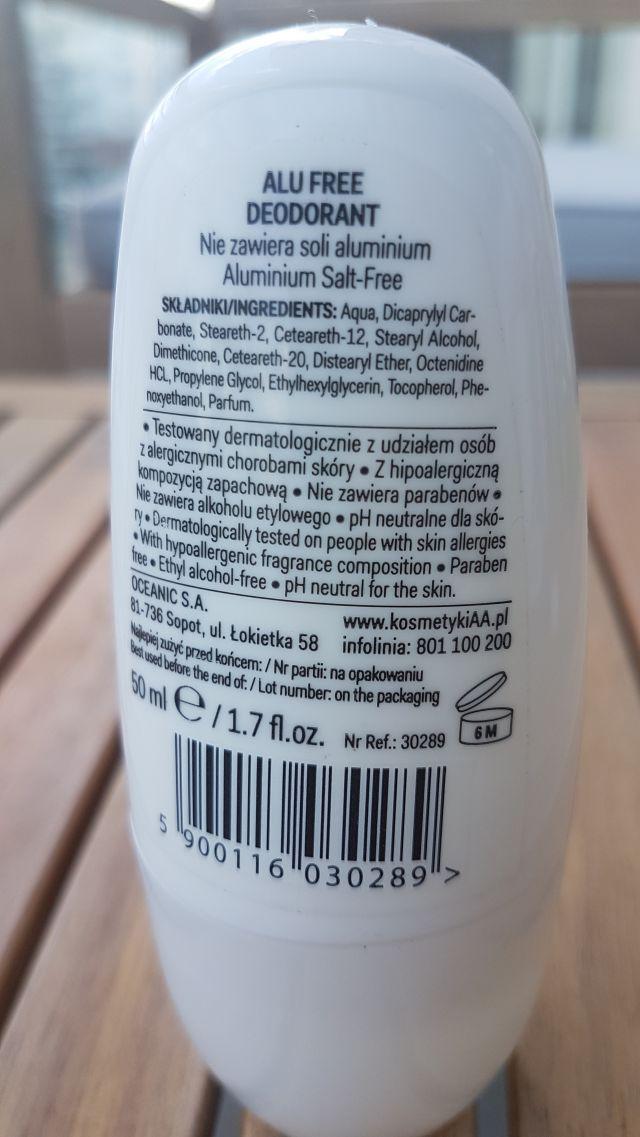 ALU FREE
DEODORANT
Nie zawiera soli aluminium
Aluminium Salt-Free
SKŁADNIKI/INGREDIENTS: Aqua, Dicaprylyl Car-
bonate, Steareth-2, Ceteareth-12, Stearyl Alcohol,
Dimethicone, Ceteareth-20, Distearyl Ether, Octenidine
HCL, Propylene Glycol, Ethylhexylglycerin, Tocopherol, Phe-
noxyethanol, Parfum.
• Testowany dermatologicznie z udziałem osób
z alergicznymi chorobami skóry • Z hipoalergiczną
kompozycją zapachową • Nie zawiera parabenów •
Nie zawiera alkoholu etylowego • pH neutralne dla skó-
ry • Dermatologically tested on people with skin allergies
• With hypoallergenic fragrance composition • Paraben
free • Ethyl alcohol-free • pH neutral for the skin.
OCEANIC S.A.
81-736 Sopot, ul. Łokietka 58
www.kosmetykiAA.pl
infolinia: 801 100 200
Najlepiej zużyć przed końcem: / Nr partii: na opakowaniu
Best used before the end of: / Lot number: on the packaging
50 ml ℮ / 1.7 fl.oz.
Nr Ref.: 30289
6 M
5 900116 030289 >